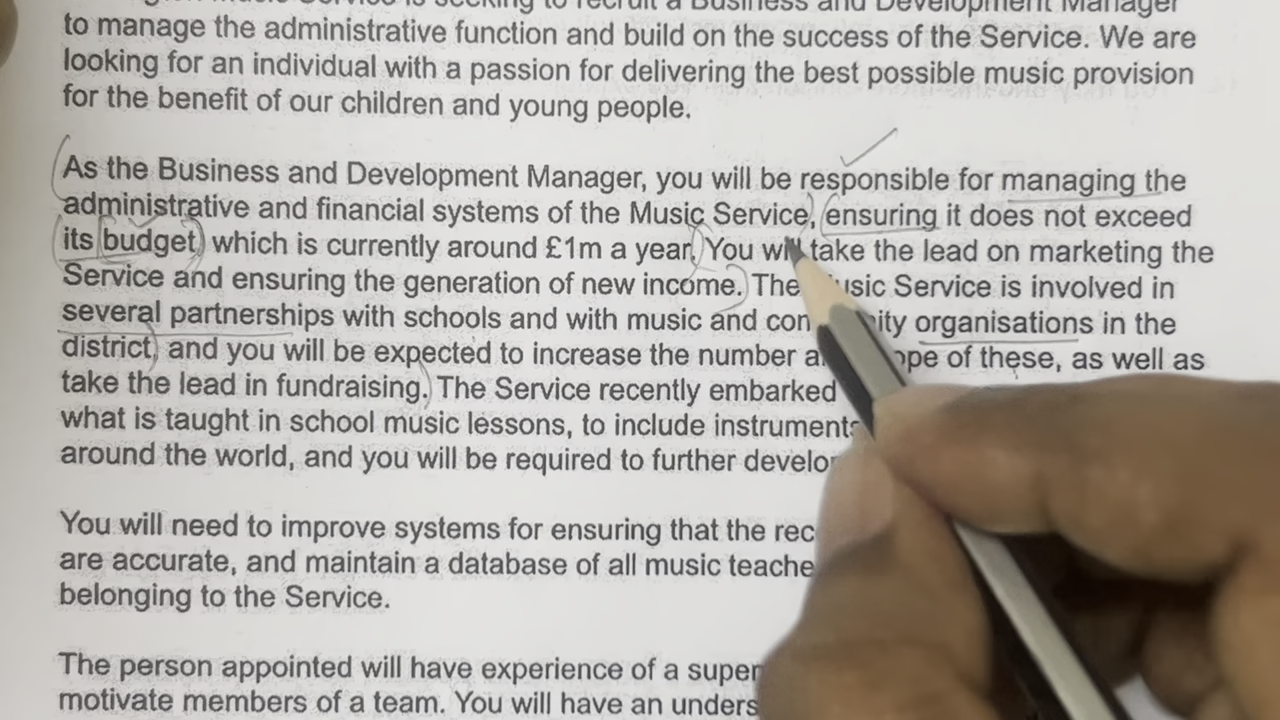 to recruit a Business and Development Manager
to manage the administrative function and build on the success of the Service. We are
looking for an individual with a passion for delivering the best possible music provision
for the benefit of our children and young people.
As the Business and Development Manager, you will be responsible for managing the
administrative and financial systems of the Music Service, ensuring it does not exceed
its budget, which is currently around £1m a year. You will take the lead on marketing the
Service and ensuring the generation of new income. The Music Service is involved in
several partnerships with schools and with music and organisations in the
district, and you will be expected to increase the number of these, as well as
take the lead in fundraising. The Service recently embarked
what is taught in school music lessons, to include instruments
around the world, and you will be required to further
You will need to improve systems for ensuring that the
are accurate, and maintain a database of all music
belonging to the Service.
The person appointed will have experience of a
motivate members of a team. You will have an